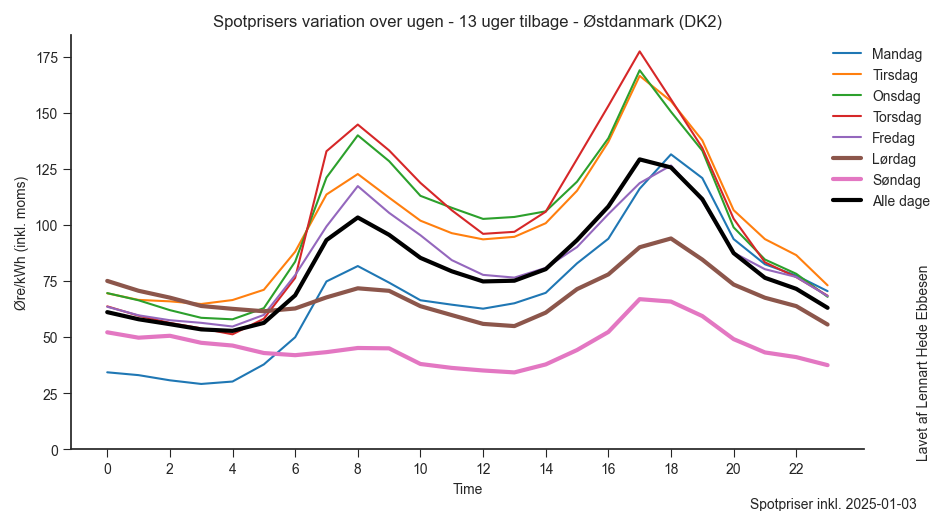 Spotprisers variation over ugen - 13 uger tilbage - Østdanmark (DK2)
Øre/kWh (inkl. moms)
175
150
125
100
75
50
25
0
0 2 4 6 8 10 12 14 16 18 20 22
Time
Mandag
Tirsdag
Onsdag
Torsdag
Fredag
Lørdag
Søndag
Alle dage
Lavet af Lennart Hede Ebbesen
Spotpriser inkl. 2025-01-03